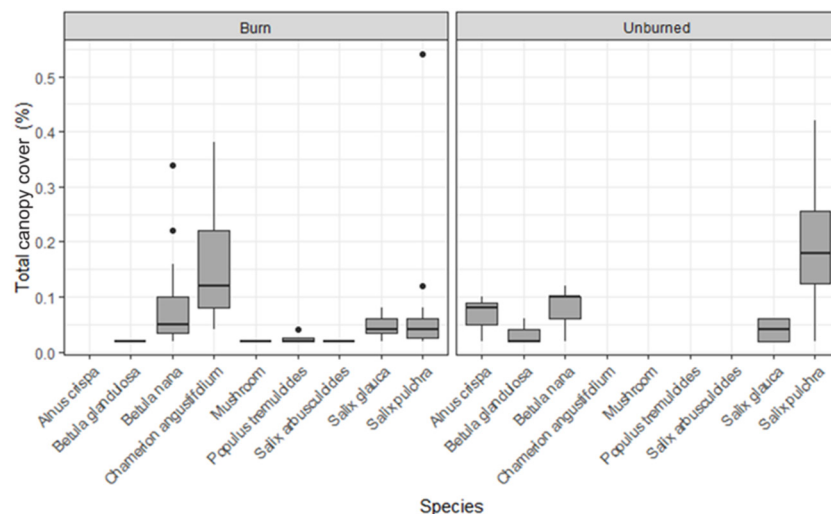 Burn
Unburned
Total canopy cover (%)
0.5
0.4
0.3
0.2
0.1
0.0
Alnus crispa
Betula glandulosa
Betula nana
Chamerion angustifolium
Mushroom
Populus tremuloides
Salix arbusculoides
Salix glauca
Salix pulchra
Alnus crispa
Betula glandulosa
Betula nana
Chamerion angustifolium
Mushroom
Populus tremuloides
Salix arbusculoides
Salix glauca
Salix pulchra
Species